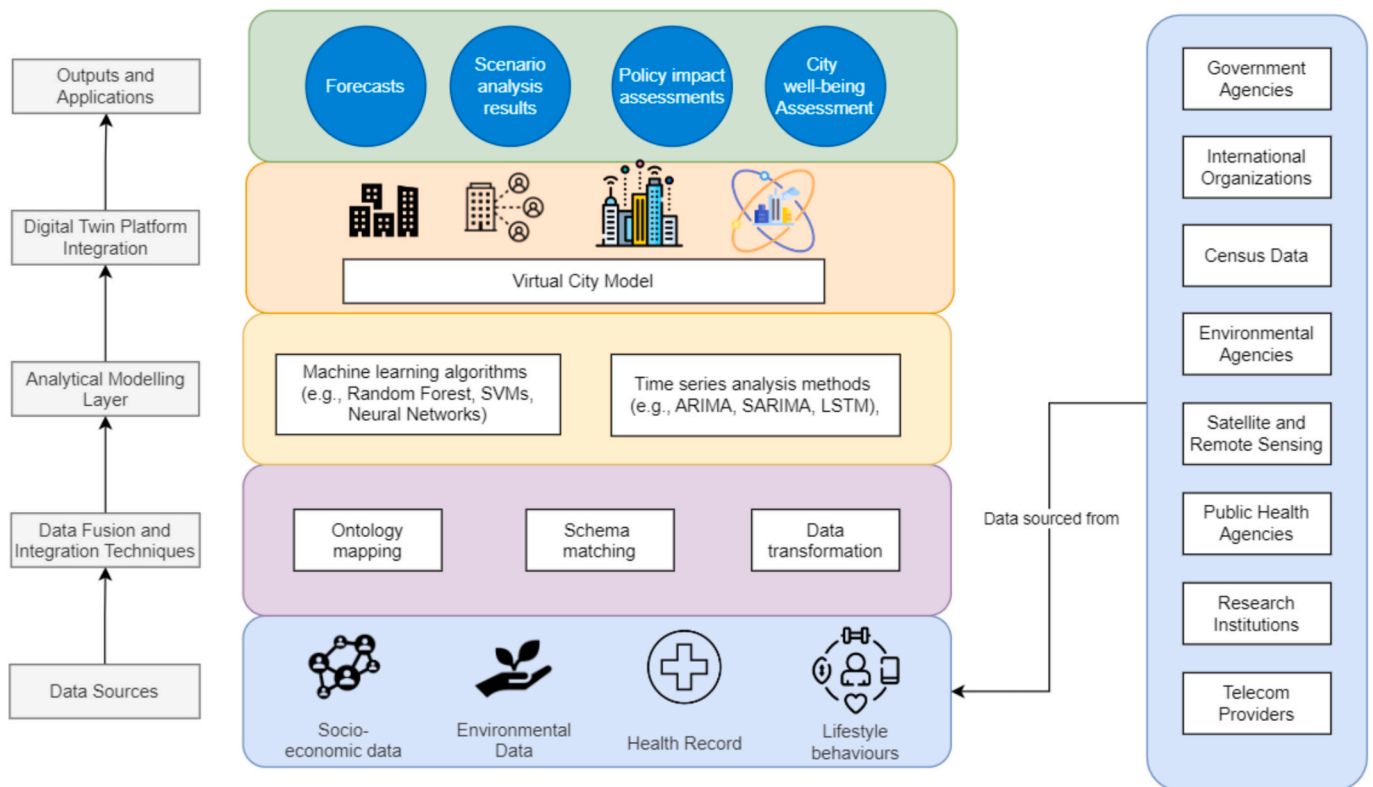 Outputs and
Applications
Digital Twin Platform
Integration
Analytical Modelling
Layer
Data Fusion and
Integration Techniques
Data Sources
Forecasts
Scenario
analysis
results
Policy impact
assessments
City
well-being
Assessment
Virtual City Model
Machine learning algorithms
(e.g., Random Forest, SVMs,
Neural Networks)
Time series analysis methods
(e.g., ARIMA, SARIMA, LSTM),
Ontology
mapping
Schema
matching
Data
transformation
Socio-
economic data
Environmental
Data
Health Record
Lifestyle
behaviours
Data sourced from
Government
Agencies
International
Organizations
Census Data
Environmental
Agencies
Satellite and
Remote Sensing
Public Health
Agencies
Research
Institutions
Telecom
Providers